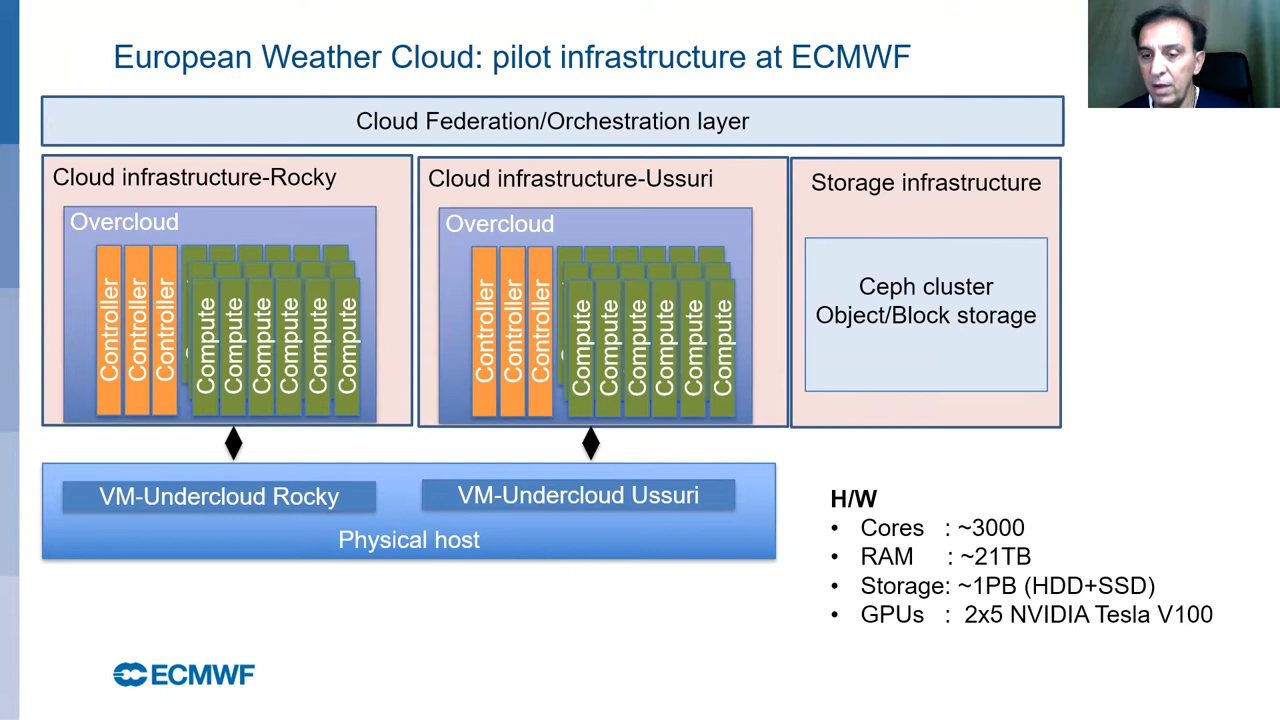 European Weather Cloud: pilot infrastructure at ECMWF
Cloud Federation/Orchestration layer
Cloud infrastructure-Rocky
Overcloud
Controller
Controller
Controller
Compute
Compute
Compute
Compute
Compute
Compute
Cloud infrastructure-Ussuri
Overcloud
Controller
Controller
Controller
Compute
Compute
Compute
Compute
Compute
Compute
Storage infrastructure
Ceph cluster
Object/Block storage
VM-Undercloud Rocky
VM-Undercloud Ussuri
Physical host
H/W
• Cores : ~3000
• RAM : ~21TB
• Storage: ~1PB (HDD+SSD)
• GPUs : 2x5 NVIDIA Tesla V100
ECMWF